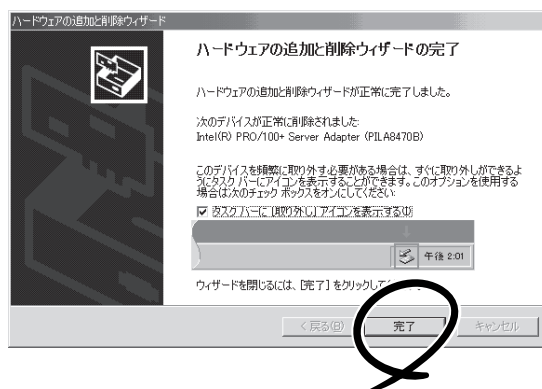 ハードウェアの追加と削除ウィザード
ハードウェアの追加と削除ウィザードの完了
ハードウェアの追加と削除ウィザードが正常に完了しました。
次のデバイスが正常に削除されました:
Intel(R) PRO/100+ Server Adapter (PILA8470B)
このデバイスを頻繁に取り外す必要がある場合は、すぐに取り外しができるよ
うにタスク バーにアイコンを表示することができます。このオプションを使用する
場合は次のチェック ボックスをオンにしてください:
タスク バーに [取り外し] アイコンを表示する(U)
午後 2:01
ウィザードを閉じるには、[完了] をクリックして
< 戻る(B)
完了
キャンセル